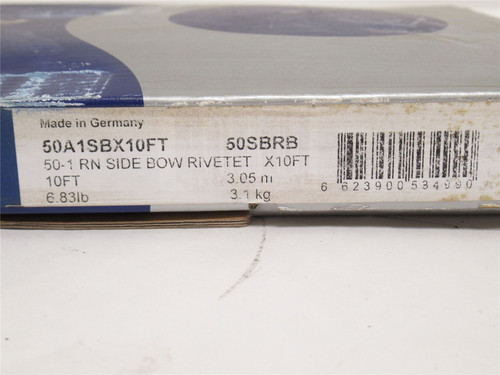 Made in Germany
50A1SBX10FT 50SBRB
50-1 RN SIDE BOW RIVETET X10FT
10FT 3.05 m
6.83lb 3.1 kg
6 623900 534990